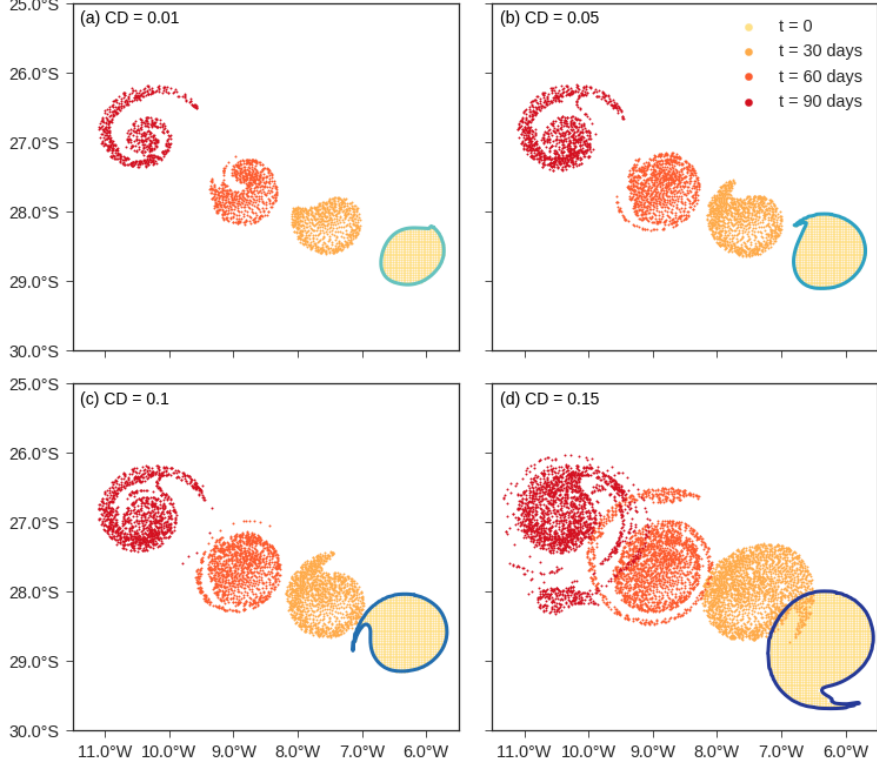 25.0°S
26.0°S
27.0°S
28.0°S
29.0°S
30.0°S
(a) CD = 0.01
(b) CD = 0.05
t = 0
t = 30 days
t = 60 days
t = 90 days
25.0°S
26.0°S
27.0°S
28.0°S
29.0°S
30.0°S
(c) CD = 0.1
(d) CD = 0.15
11.0°W 10.0°W 9.0°W 8.0°W 7.0°W 6.0°W
11.0°W 10.0°W 9.0°W 8.0°W 7.0°W 6.0°W